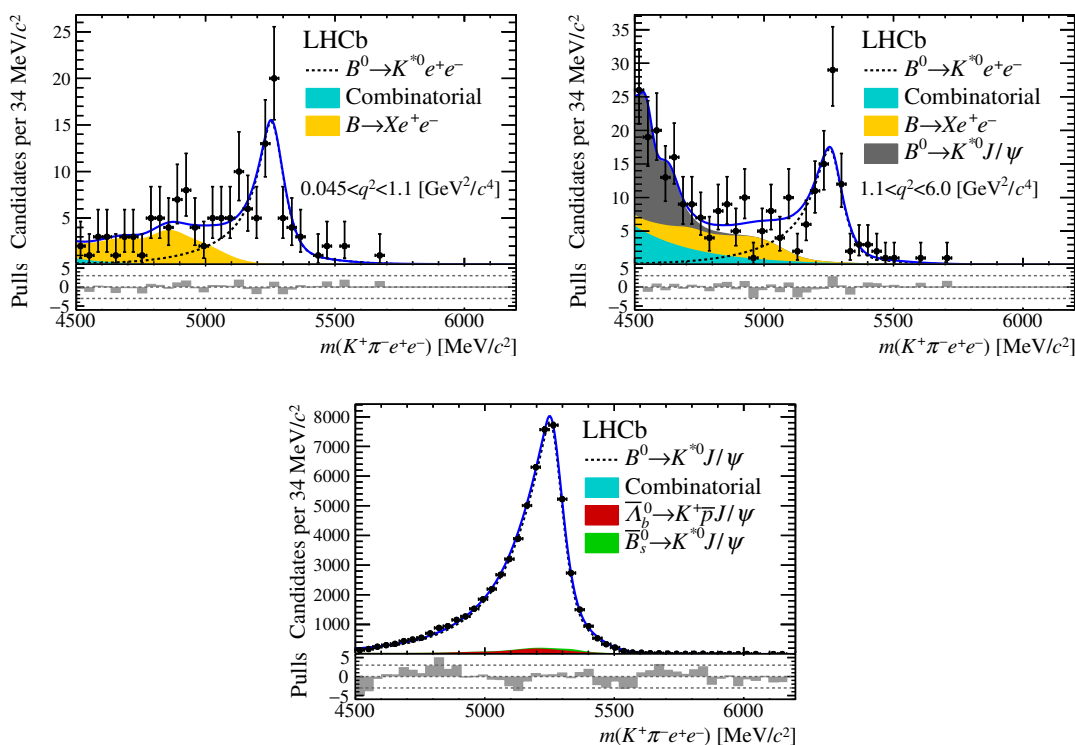 Candidates per 34 MeV/c²
25
20
15
10
5
0
LHCb
B⁰→K*⁰e⁺e⁻
Combinatorial
B→Xe⁺e⁻
0.045<q²<1.1 [GeV²/c⁴]
Pulls
5
0
−5
4500 5000 5500 6000
m(K⁺π⁻e⁺e⁻) [MeV/c²]
Candidates per 34 MeV/c²
35
30
25
20
15
10
5
0
LHCb
B⁰→K*⁰e⁺e⁻
Combinatorial
B→Xe⁺e⁻
B⁰→K*⁰J/ψ
1.1<q²<6.0 [GeV²/c⁴]
Pulls
5
0
−5
4500 5000 5500 6000
m(K⁺π⁻e⁺e⁻) [MeV/c²]
Candidates per 34 MeV/c²
8000
7000
6000
5000
4000
3000
2000
1000
LHCb
B⁰→K*⁰J/ψ
Combinatorial
Λ̅_b⁰→K⁺p̅J/ψ
B̅_s⁰→K*⁰J/ψ
Pulls
5
0
−5
4500 5000 5500 6000
m(K⁺π⁻e⁺e⁻) [MeV/c²]